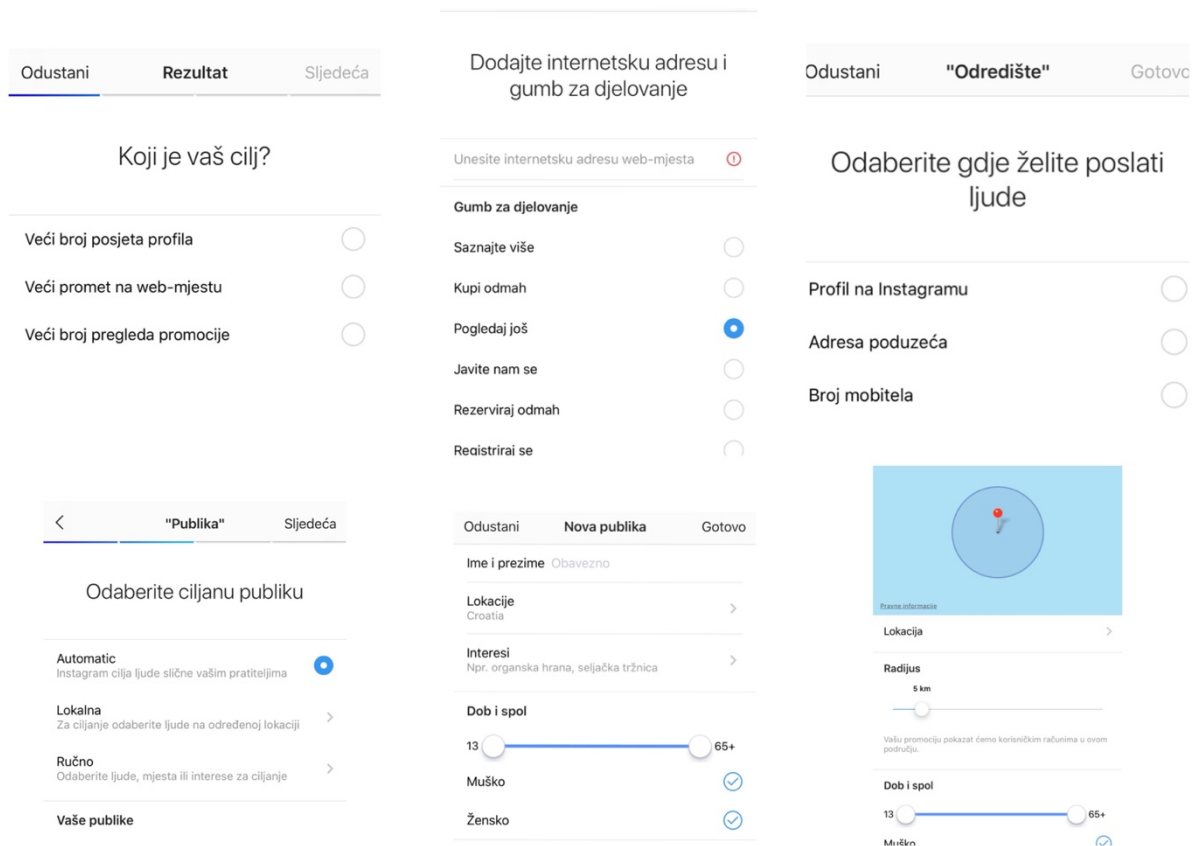 Odustani Rezultat Sljedeća
Koji je vaš cilj?
Veći broj posjeta profila
Veći promet na web-mjestu
Veći broj pregleda promocije
Dodajte internetsku adresu i
gumb za djelovanje
Unesite internetsku adresu web-mjesta
Gumb za djelovanje
Saznajte više
Kupi odmah
Pogledaj još
Javite nam se
Rezerviraj odmah
Registriraj se
Odustani "Odredište" Gotovo
Odaberite gdje želite poslati
ljude
Profil na Instagramu
Adresa poduzeća
Broj mobitela
"Publika" Sljedeća
Odaberite ciljanu publiku
Automatic
Instagram cilja ljude slične vašim pratiteljima
Lokalna
Za ciljanje odaberite ljude na određenoj lokaciji
Ručno
Odaberite ljude, mjesta ili interese za ciljanje
Vaše publike
Odustani Nova publika Gotovo
Ime i prezime Obavezno
Lokacije
Croatia
Interesi
Npr. organska hrana, seljačka tržnica
Dob i spol
13 65+
Muško
Žensko
Pravne informacije
Lokacija
Radijus
5 km
Vašu promociju pokazat ćemo korisničkim računima u ovom
području.
Dob i spol
13 65+
Muško